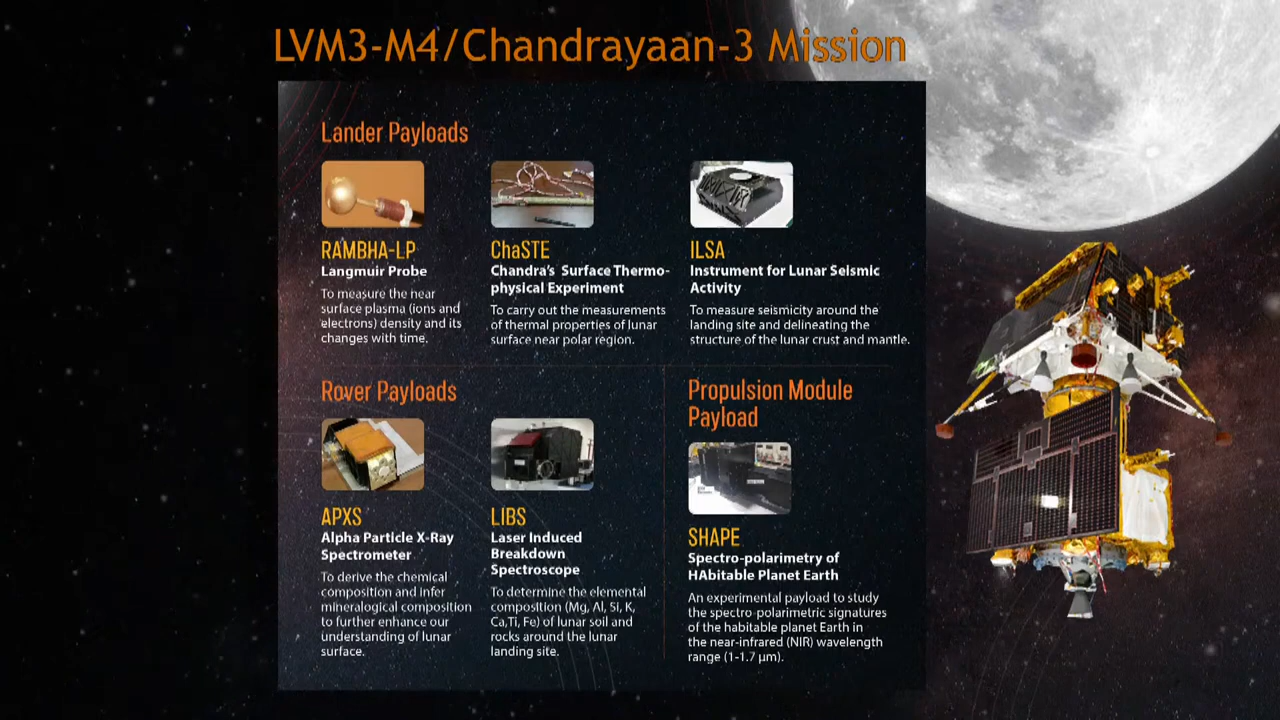 LVM3-M4/Chandrayaan-3 Mission
Lander Payloads
RAMBHA-LP
Langmuir Probe
To measure the near
surface plasma (ions and
electrons) density and its
changes with time.
ChaSTE
Chandra's Surface Thermo-
physical Experiment
To carry out the measurements
of thermal properties of lunar
surface near polar region.
ILSA
Instrument for Lunar Seismic
Activity
To measure seismicity around the
landing site and delineating the
structure of the lunar crust and mantle.
Rover Payloads
APXS
Alpha Particle X-Ray
Spectrometer
To derive the chemical
composition and infer
mineralogical composition
to further enhance our
understanding of lunar
surface.
LIBS
Laser Induced
Breakdown
Spectroscope
To determine the elemental
composition (Mg, Al, Si, K,
Ca,Ti, Fe) of lunar soil and
rocks around the lunar
landing site.
Propulsion Module
Payload
SHAPE
Spectro-polarimetry of
HAbitable Planet Earth
An experimental payload to study
the spectro-polarimetric signatures
of the habitable planet Earth in
the near-infrared (NIR) wavelength
range (1-1.7 μm).